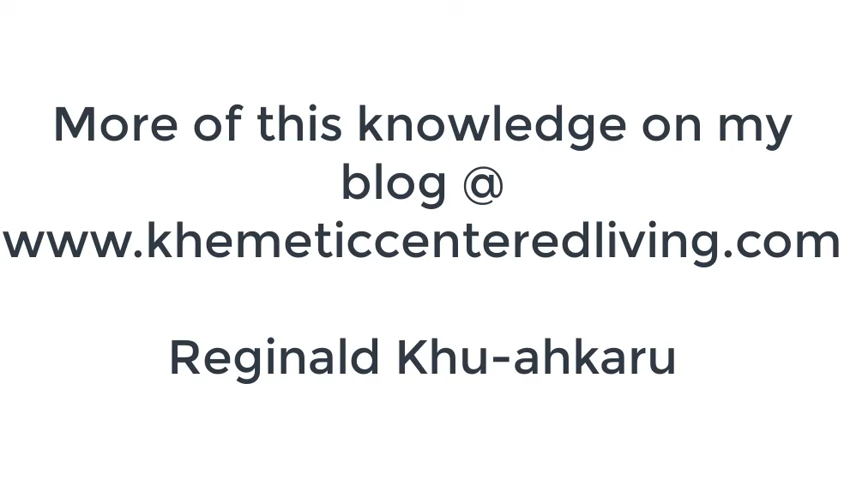 More of this knowledge on my
blog @
www.khemeticcenteredliving.com
Reginald Khu-ahkaru